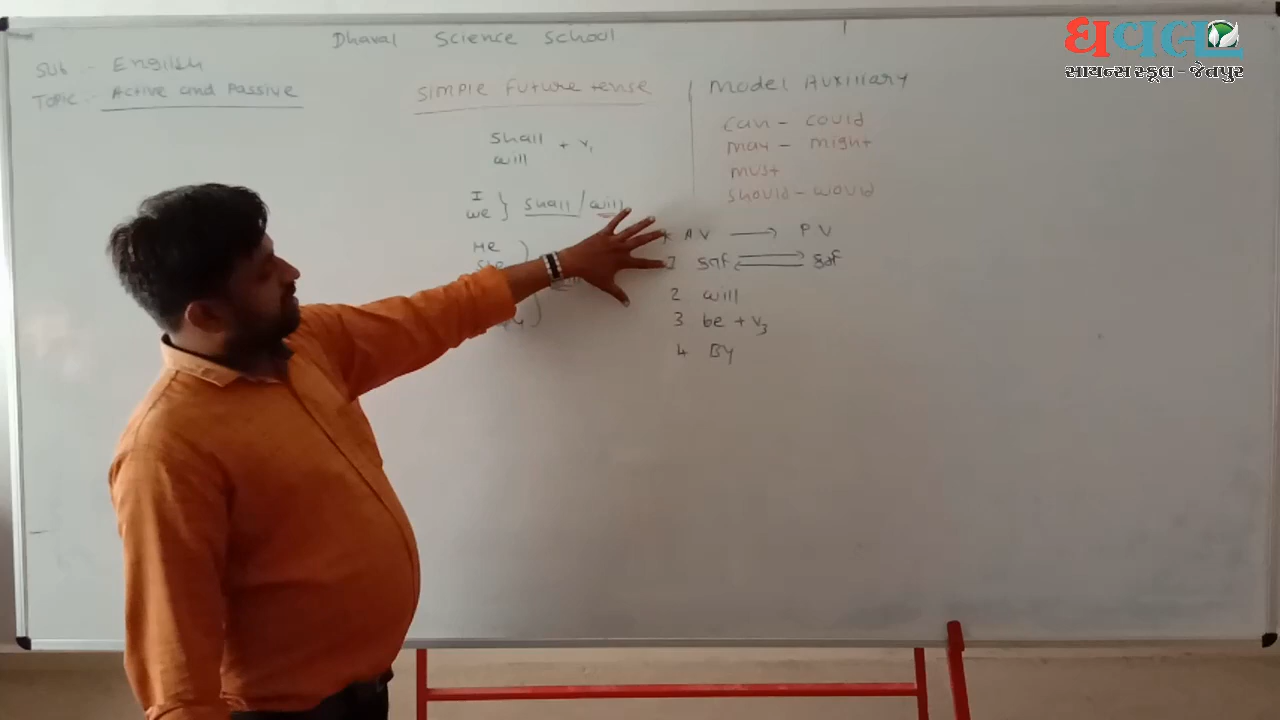 Dhaval Science School
ધવલ
સાયન્સ સ્કૂલ - જેતપુર
Sub :- English
Topic :- Active and Passive
Simple Future tense
shall
will
+ V1
I
we
} shall / will
He
She
Model Auxiliary
can - could
may - might
must
should - would
* AV → PV
1 કર્તા ⇌ કર્મ
2 will
3 be + V3
4 By